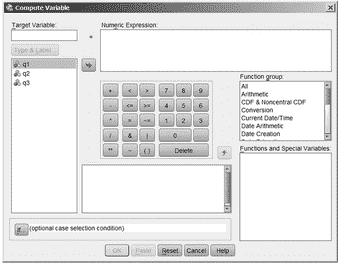 Compute Variable
Target Variable:
Numeric Expression:
=
Type & Label...
q1
q2
q3
+ < > 7 8 9
- <= >= 4 5 6
* = ~= 1 2 3
/ & | 0 .
** ~ ( ) Delete
Function group:
All
Arithmetic
CDF & Noncentral CDF
Conversion
Current Date/Time
Date Arithmetic
Date Creation
Functions and Special Variables:
If... (optional case selection condition)
OK Paste Reset Cancel Help